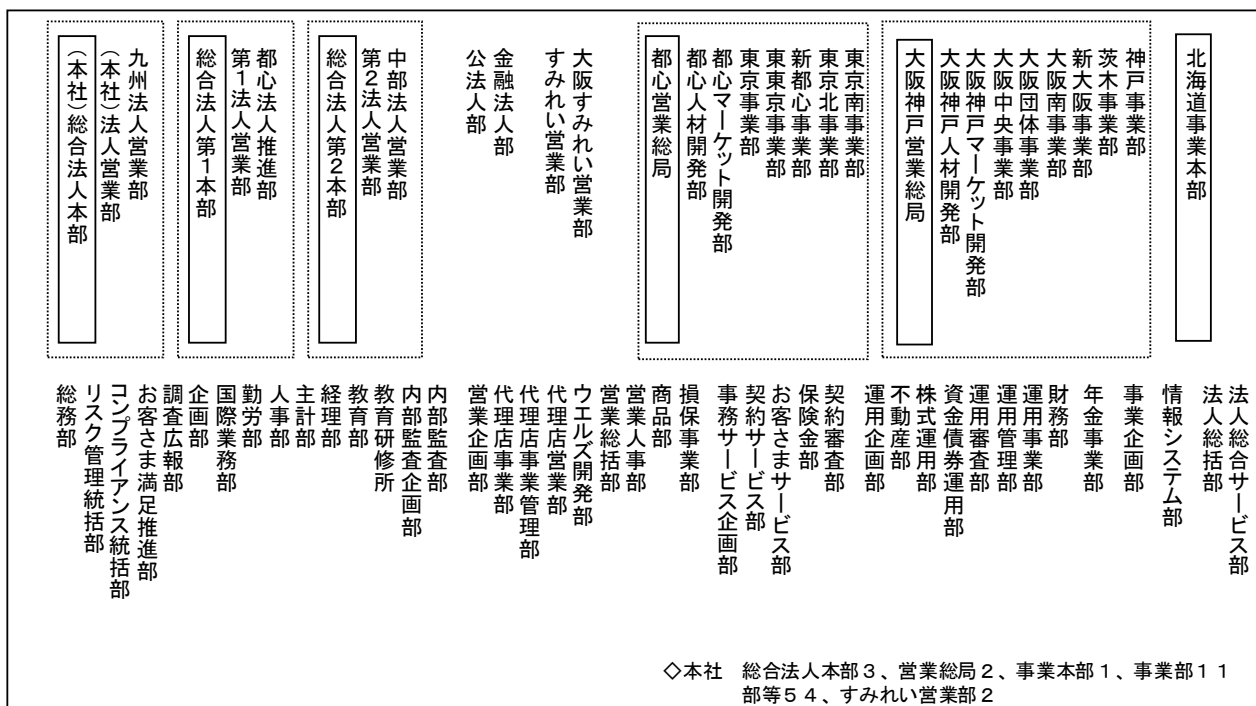 （本社）総合法人本部
（本社）法人営業部
九州法人営業部
総合法人第１本部
第１法人営業部
都心法人推進部
総合法人第２本部
第２法人営業部
中部法人営業部
公法人部
金融法人部
すみれい営業部
大阪すみれい営業部
都心営業総局
都心人材開発部
都心マーケット開発部
東京事業部
東東京事業部
新都心事業部
東京北事業部
東京南事業部
大阪神戸営業総局
大阪神戸人材開発部
大阪神戸マーケット開発部
大阪中央事業部
大阪団体事業部
大阪南事業部
新大阪事業部
茨木事業部
神戸事業部
北海道事業本部
総務部
リスク管理統括部
コンプライアンス統括部
お客さま満足推進部
調査広報部
企画部
国際業務部
勤労部
人事部
主計部
経理部
教育部
教育研修所
内部監査企画部
内部監査部
営業企画部
代理店事業部
代理店事業管理部
代理店営業部
ウエルズ開発部
営業総括部
営業人事部
商品部
損保事業部
事務サービス企画部
契約サービス部
お客さまサービス部
保険金部
契約審査部
運用企画部
不動産部
株式運用部
資金債券運用部
運用審査部
運用管理部
運用事業部
財務部
年金事業部
事業企画部
情報システム部
法人総括部
法人総合サービス部
◇本社　総合法人本部３、営業総局２、事業本部１、事業部１１
部等５４、すみれい営業部２